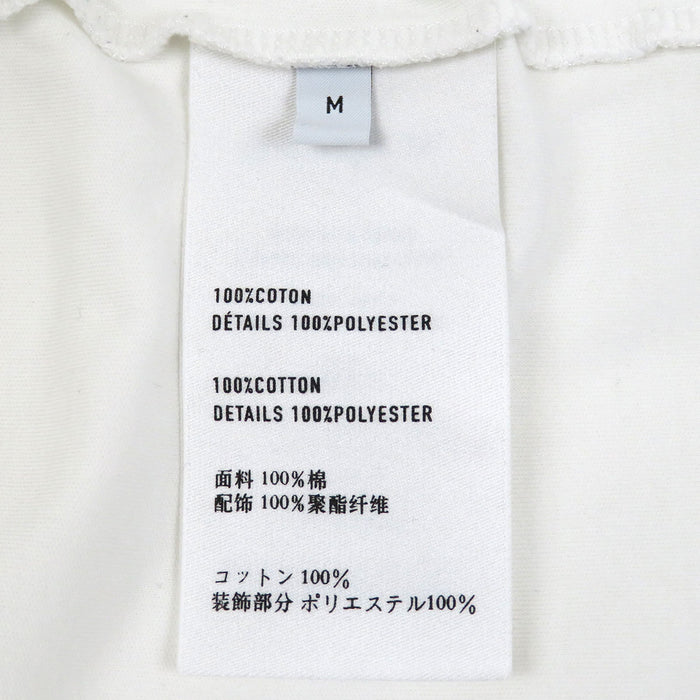 M
100%COTON
DÉTAILS 100%POLYESTER
100%COTTON
DETAILS 100%POLYESTER
面料 100%棉
配饰 100%聚酯纤维
コットン 100%
装飾部分 ポリエステル100%